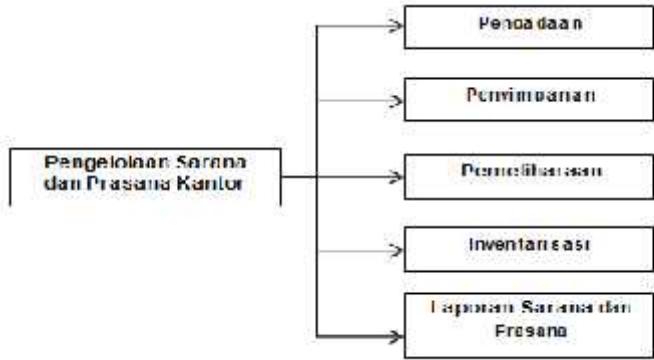 Pengadaan
Penyimpanan
Pengelolaan Sarana
dan Prasana Kantor
Pemeliharaan
Inventarisasi
Laporan Sarana dan
Prasana